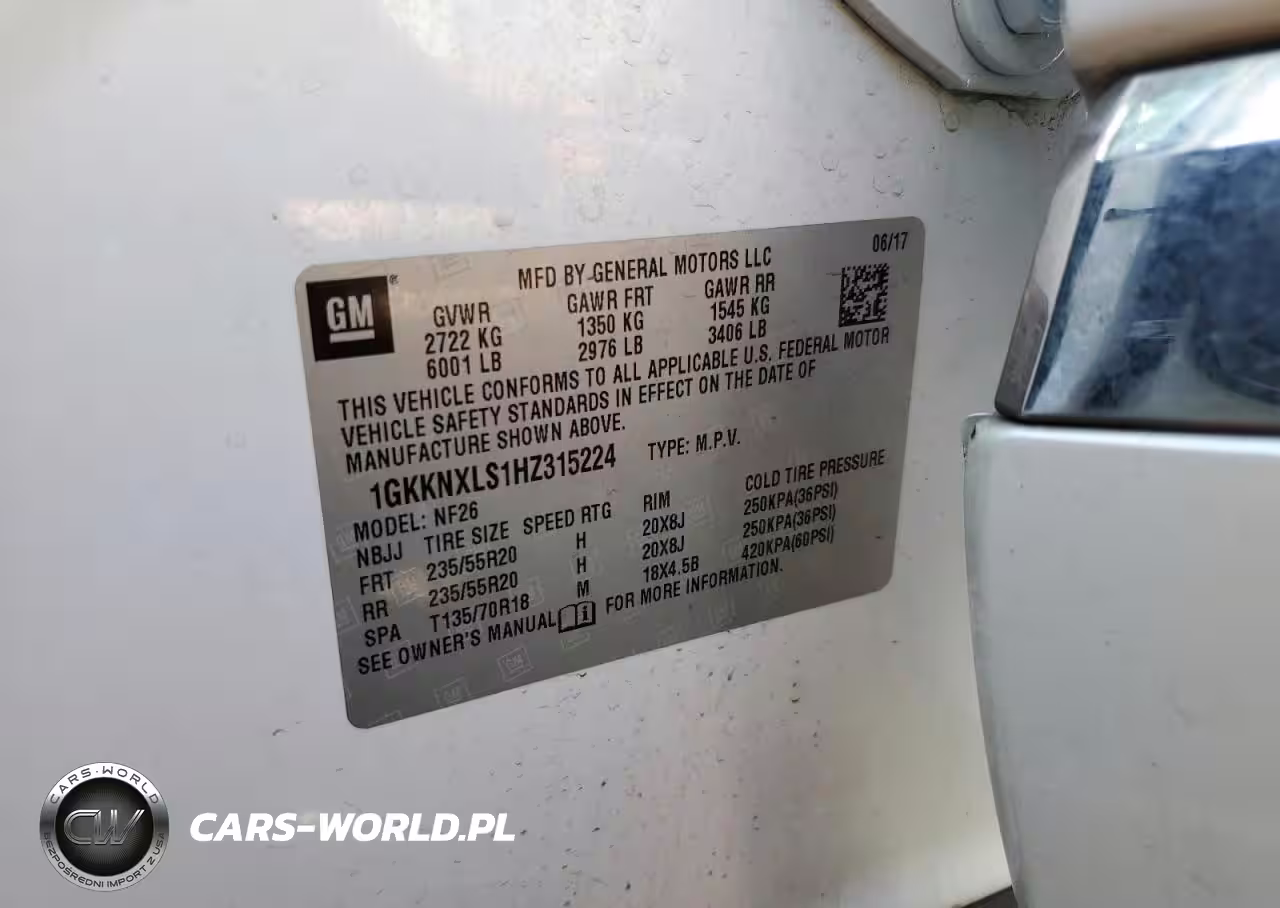 06/17
MFD BY GENERAL MOTORS LLC
GM®
GVWR GAWR FRT GAWR RR
2722 KG 1350 KG 1545 KG
6001 LB 2976 LB 3406 LB
THIS VEHICLE CONFORMS TO ALL APPLICABLE U.S. FEDERAL MOTOR
VEHICLE SAFETY STANDARDS IN EFFECT ON THE DATE OF
MANUFACTURE SHOWN ABOVE.
1GKKNXLS1HZ315224 TYPE: M.P.V.
MODEL: NF26
NBJJ TIRE SIZE SPEED RTG RIM COLD TIRE PRESSURE
FRT 235/55R20 H 20X8J 250KPA(36PSI)
RR 235/55R20 H 20X8J 250KPA(36PSI)
SPA T135/70R18 M 18X4.5B 420KPA(60PSI)
SEE OWNER'S MANUAL FOR MORE INFORMATION.
CARS-WORLD
CW
BEZPOŚREDNI IMPORT Z USA
CARS-WORLD.PL